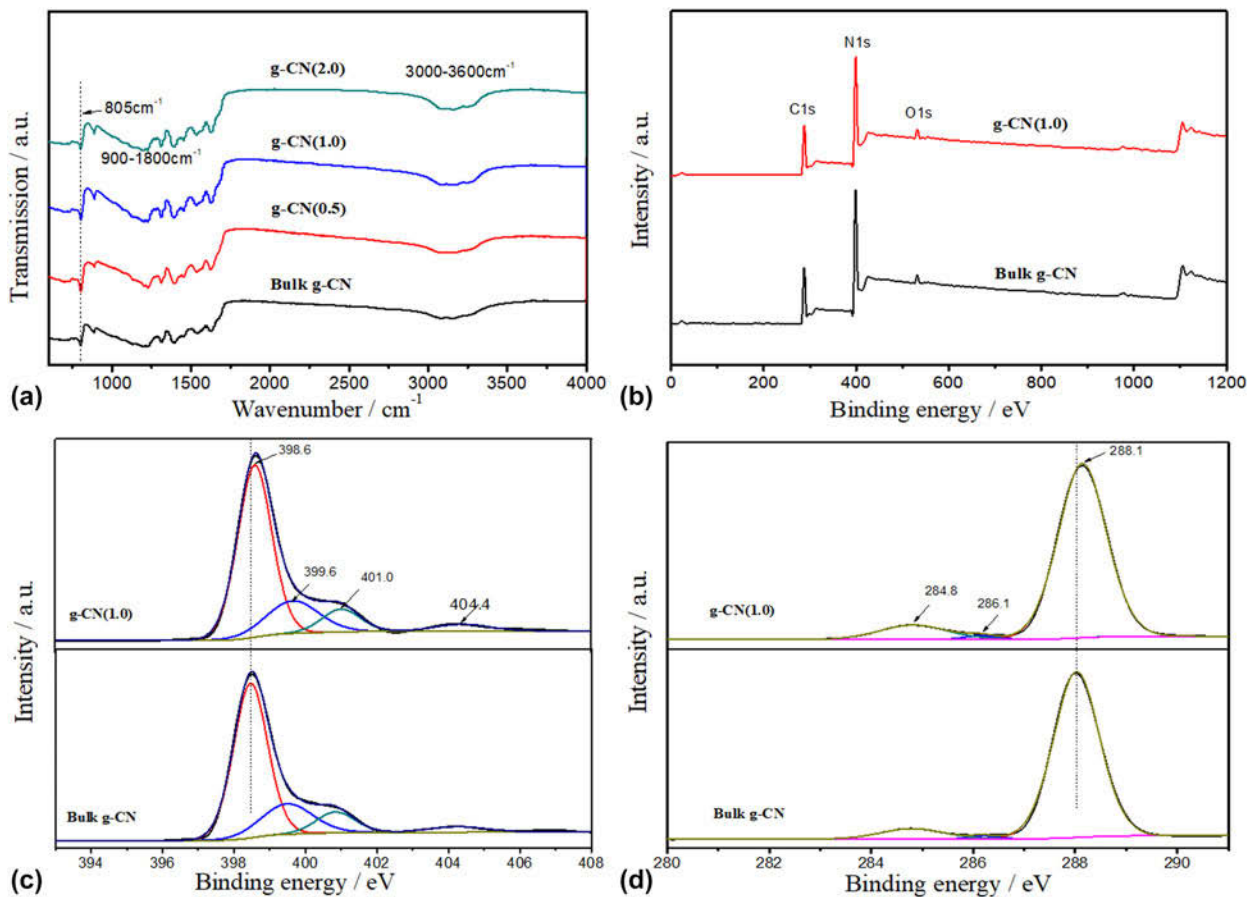 g-CN(2.0)
3000-3600cm⁻¹
805cm⁻¹
900-1800cm⁻¹
g-CN(1.0)
g-CN(0.5)
Bulk g-CN
Transmission / a.u.
1000 1500 2000 2500 3000 3500 4000
Wavenumber / cm⁻¹
(a)
N1s
C1s
O1s
g-CN(1.0)
Bulk g-CN
Intensity / a.u.
0 200 400 600 800 1000 1200
Binding energy / eV
(b)
398.6
399.6
401.0
404.4
g-CN(1.0)
Bulk g-CN
Intensity / a.u.
394 396 398 400 402 404 406 408
Binding energy / eV
(c)
288.1
284.8
286.1
g-CN(1.0)
Bulk g-CN
Intensity / a.u.
280 282 284 286 288 290
Binding energy / eV
(d)